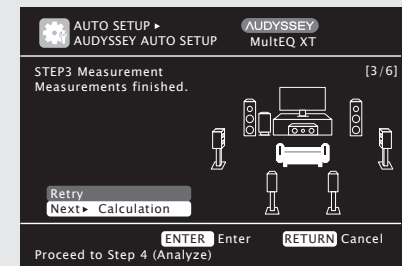 AUTO SETUP ▸
AUDYSSEY AUTO SETUP
AUDYSSEY
MultEQ XT
STEP3 Measurement
[3/6]
Measurements finished.
Retry
Next▸ Calculation
ENTER Enter
RETURN Cancel
Proceed to Step 4 (Analyze)